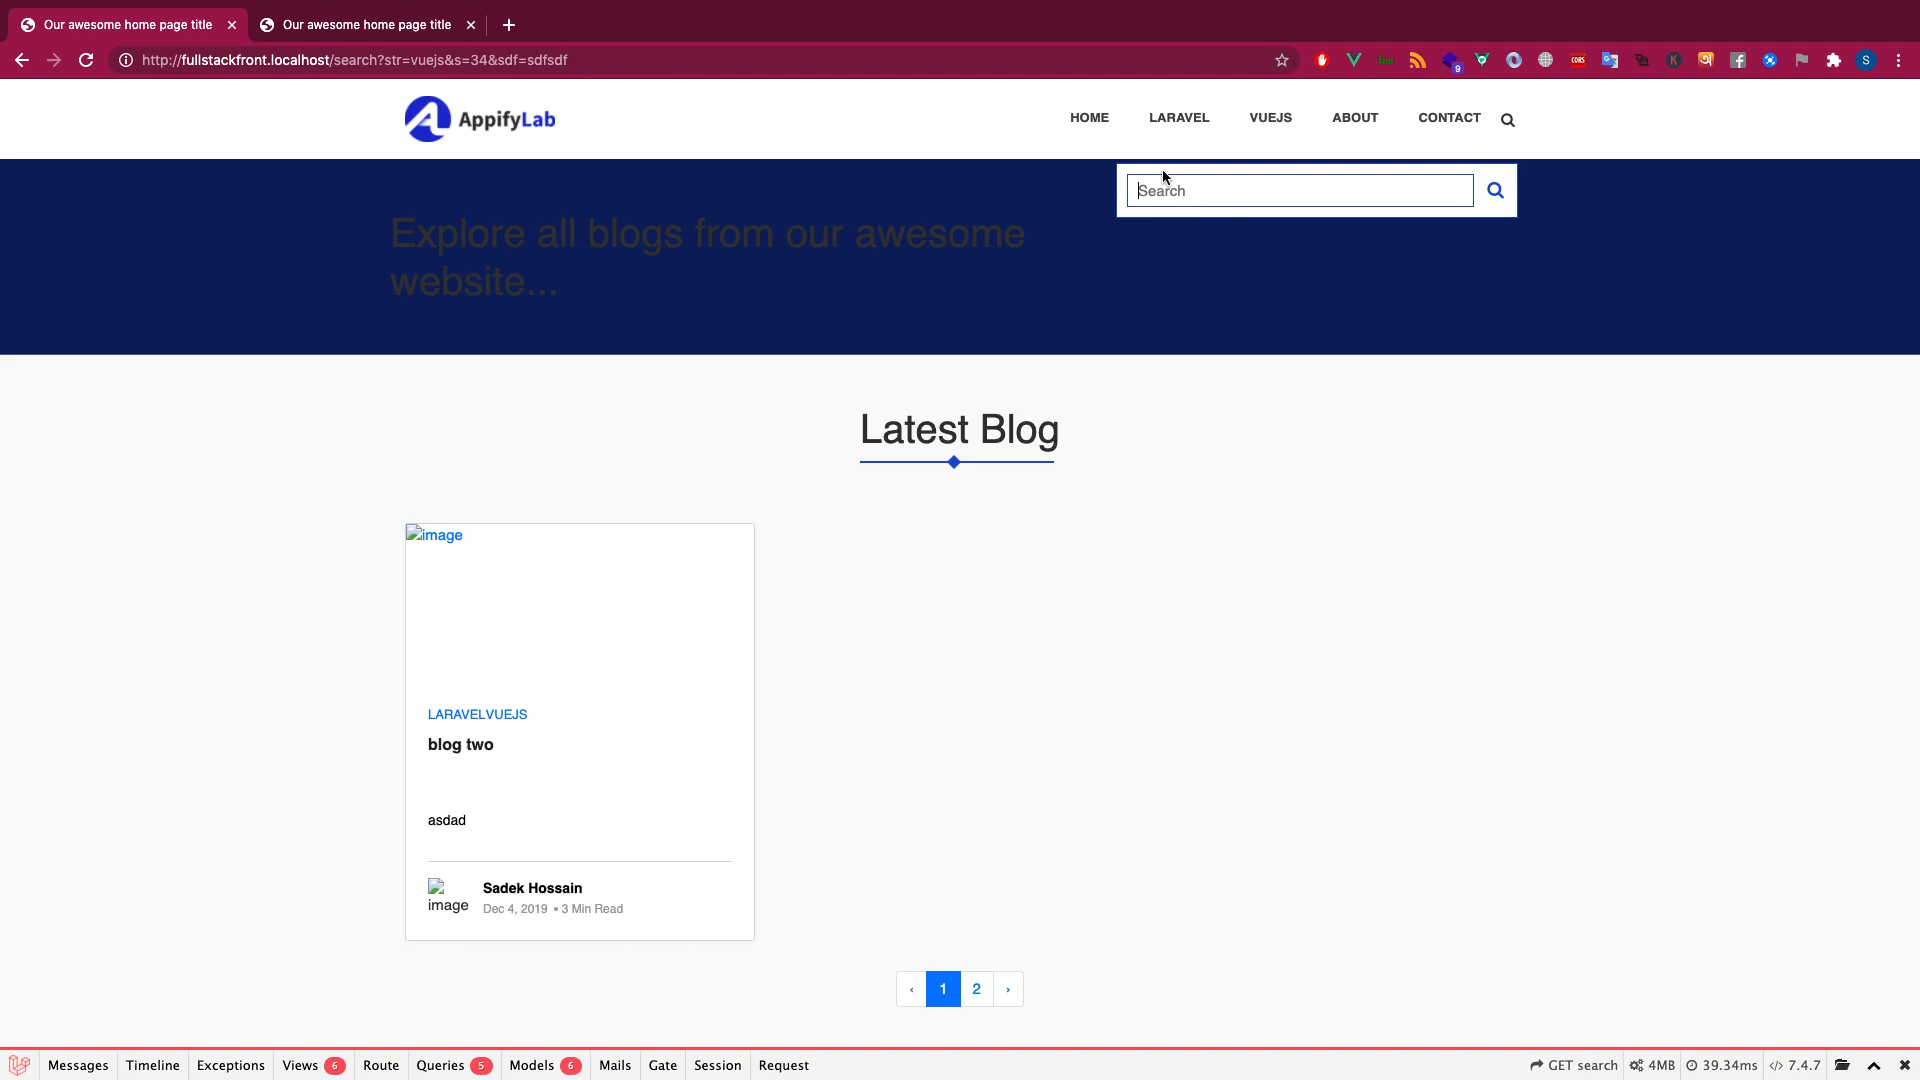 Our awesome home page title
Our awesome home page title
http://fullstackfront.localhost/search?str=vuejs&s=34&sdf=sdfsdf
9
CORS
K
S
AppifyLab
HOME
LARAVEL
VUEJS
ABOUT
CONTACT
Search
Explore all blogs from our awesome
website...
Latest Blog
image
LARAVELVUEJS
blog two
asdad
image
Sadek Hossain
Dec 4, 2019 • 3 Min Read
‹ 1 2 ›
Messages
Timeline
Exceptions
Views 6
Route
Queries 5
Models 6
Mails
Gate
Session
Request
GET search
4MB
39.34ms
7.4.7